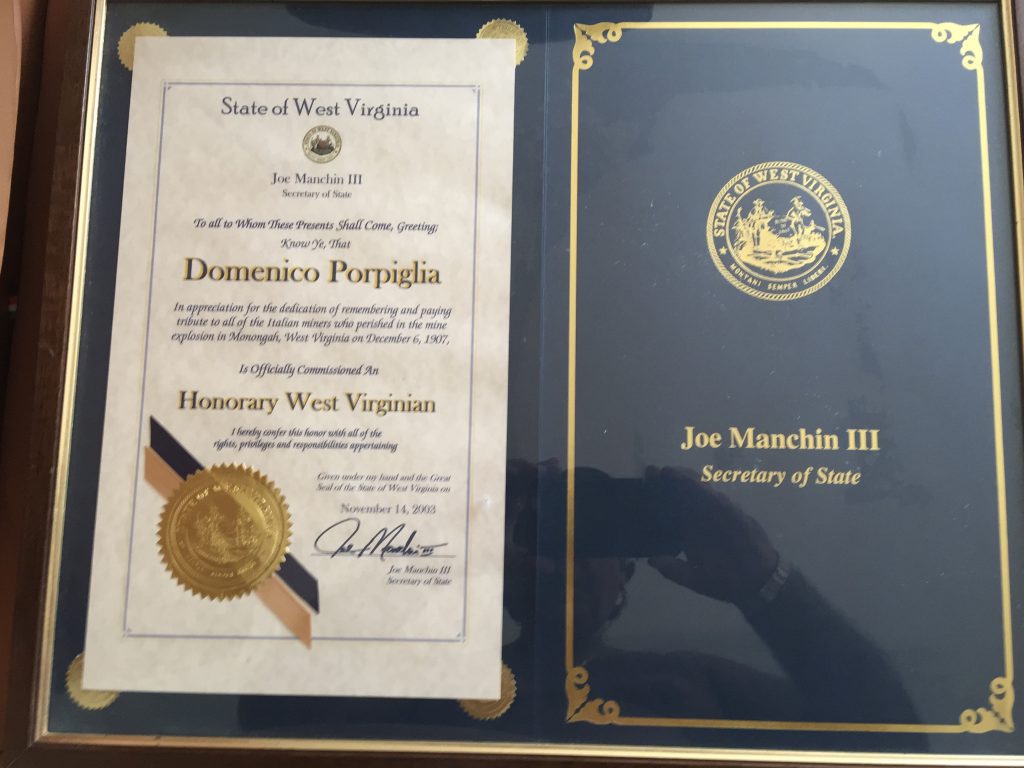 State of West Virginia
Joe Manchin III
Secretary of State
To all to Whom These Presents Shall Come, Greeting;
Know Ye, That
Domenico Porpiglia
In appreciation for the dedication of remembering and paying
tribute to all of the Italian miners who perished in the mine
explosion in Monongah, West Virginia on December 6, 1907,
Is Officially Commissioned An
Honorary West Virginian
I hereby confer this honor with all of the
rights, privileges and responsibilities appertaining
Given under my hand and the Great
Seal of the State of West Virginia on
November 14, 2003
Joe Manchin III
Joe Manchin III
Secretary of State
STATE OF WEST VIRGINIA
MONTANI SEMPER LIBERI
Joe Manchin III
Secretary of State